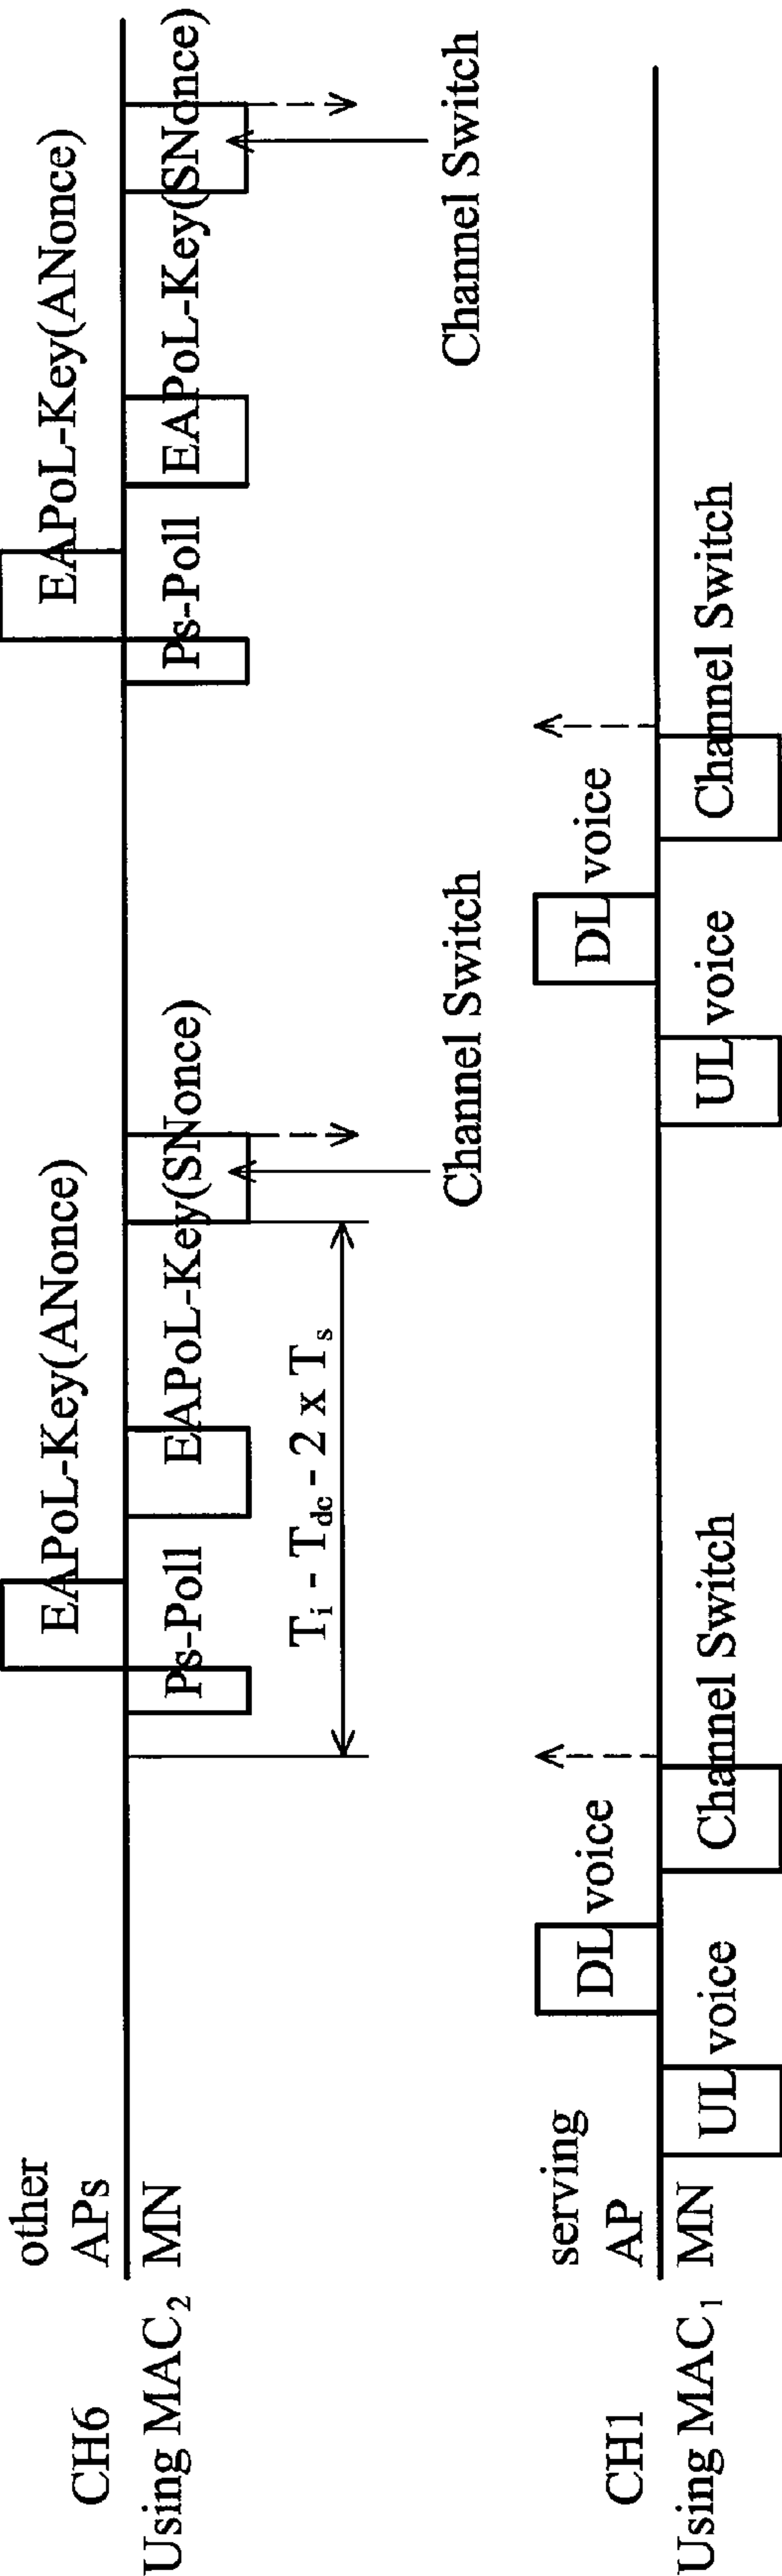 other
APs
EAPoL-Key(ANonce)
EAPoL-Key(ANonce)
CH6
Using MAC2
MN
Ps-Poll
EAPoL-Key(SNonce)
Ps-Poll
EAPoL-Key(SNonce)
Ti - Tdc - 2 x Ts
Channel Switch
Channel Switch
serving
AP
DL voice
DL voice
CH1
Using MAC1
MN
UL voice
Channel Switch
UL voice
Channel Switch